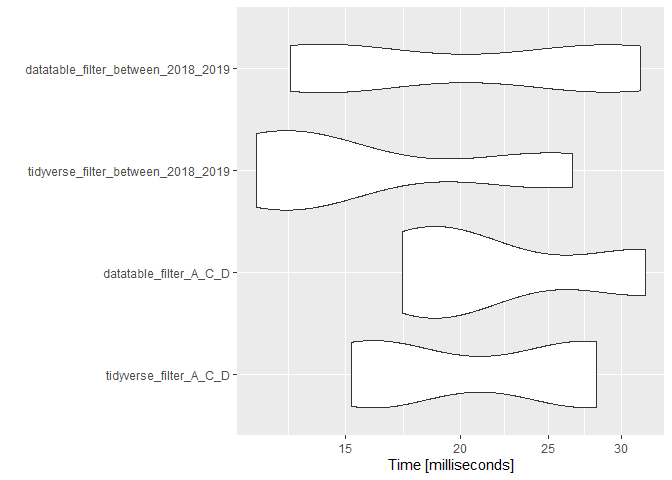 datatable_filter_between_2018_2019
tidyverse_filter_between_2018_2019
datatable_filter_A_C_D
tidyverse_filter_A_C_D
15 20 25 30
Time [milliseconds]